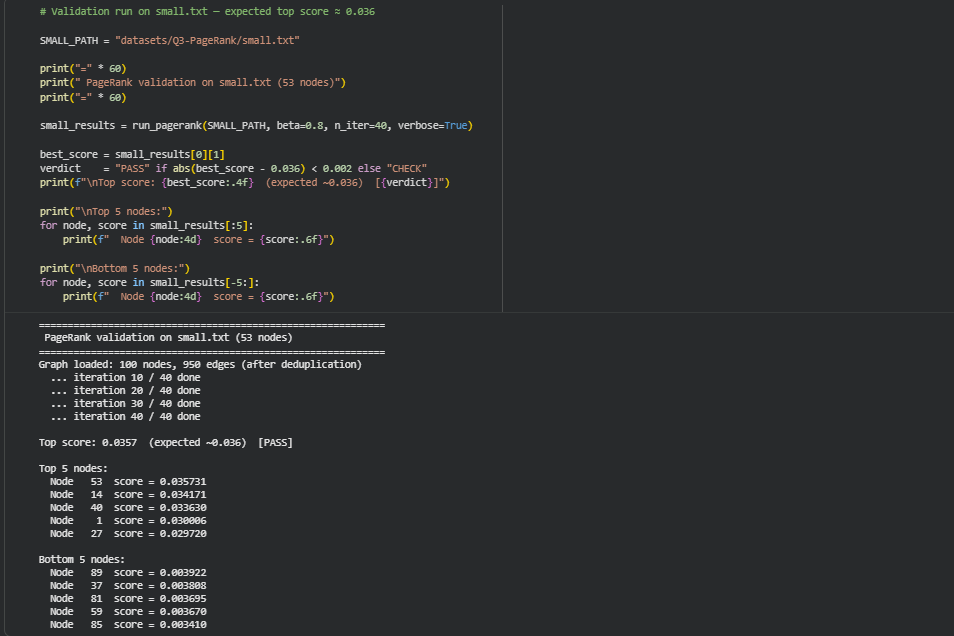 # Validation run on small.txt — expected top score ≈ 0.036
SMALL_PATH = "datasets/Q3-PageRank/small.txt"
print("=" * 60)
print(" PageRank validation on small.txt (53 nodes)")
print("=" * 60)
small_results = run_pagerank(SMALL_PATH, beta=0.8, n_iter=40, verbose=True)
best_score = small_results[0][1]
verdict    = "PASS" if abs(best_score - 0.036) < 0.002 else "CHECK"
print(f"\nTop score: {best_score:.4f}  (expected ~0.036)  [{verdict}]")
print("\nTop 5 nodes:")
for node, score in small_results[:5]:
    print(f"  Node {node:4d}  score = {score:.6f}")
print("\nBottom 5 nodes:")
for node, score in small_results[-5:]:
    print(f"  Node {node:4d}  score = {score:.6f}")
============================================================
 PageRank validation on small.txt (53 nodes)
============================================================
Graph loaded: 100 nodes, 950 edges (after deduplication)
  ... iteration 10 / 40 done
  ... iteration 20 / 40 done
  ... iteration 30 / 40 done
  ... iteration 40 / 40 done
Top score: 0.0357  (expected ~0.036)  [PASS]
Top 5 nodes:
  Node   53  score = 0.035731
  Node   14  score = 0.034171
  Node   40  score = 0.033630
  Node    1  score = 0.030006
  Node   27  score = 0.029720
Bottom 5 nodes:
  Node   89  score = 0.003922
  Node   37  score = 0.003808
  Node   81  score = 0.003695
  Node   59  score = 0.003670
  Node   85  score = 0.003410